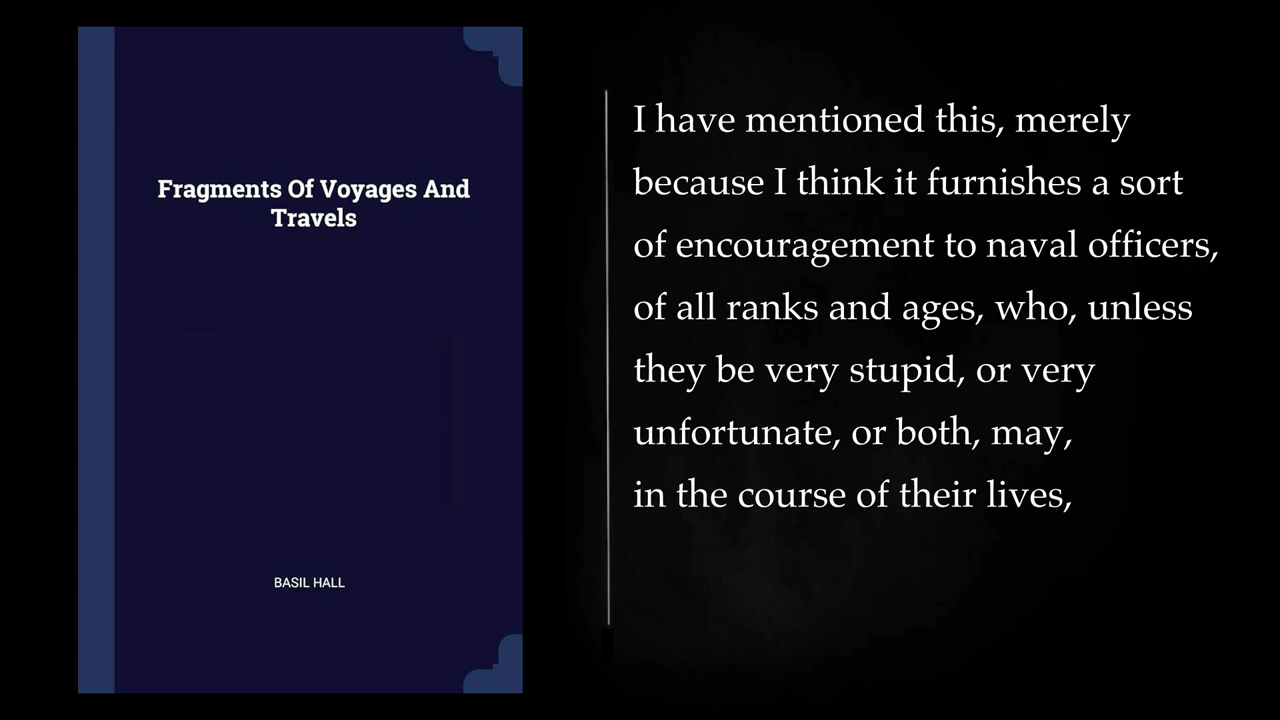 Fragments Of Voyages And
Travels
BASIL HALL
I have mentioned this, merely
because I think it furnishes a sort
of encouragement to naval officers,
of all ranks and ages, who, unless
they be very stupid, or very
unfortunate, or both, may,
in the course of their lives,